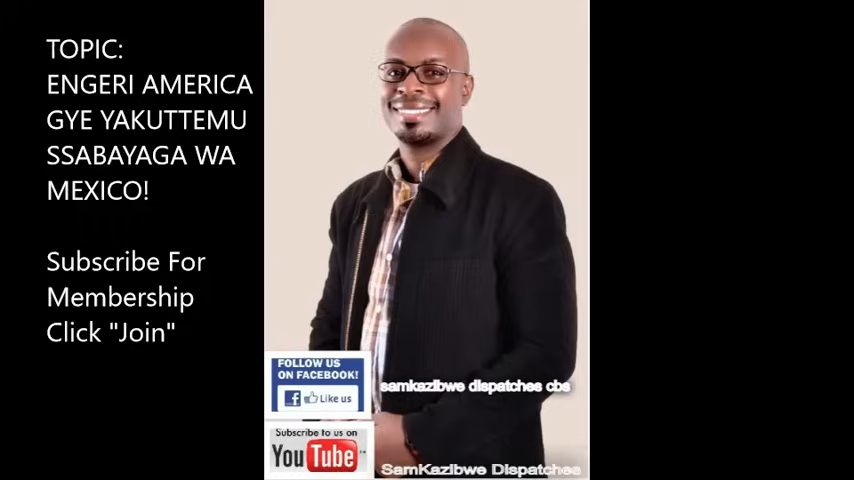 TOPIC:
ENGERI AMERICA
GYE YAKUTTEMU
SSABAYAGA WA
MEXICO!
Subscribe For
Membership
Click "Join"
FOLLOW US
ON FACEBOOK!
f Like us
samkazibwe dispatches cbs
Subscribe to us on
YouTube
SamKazibwe Dispatches